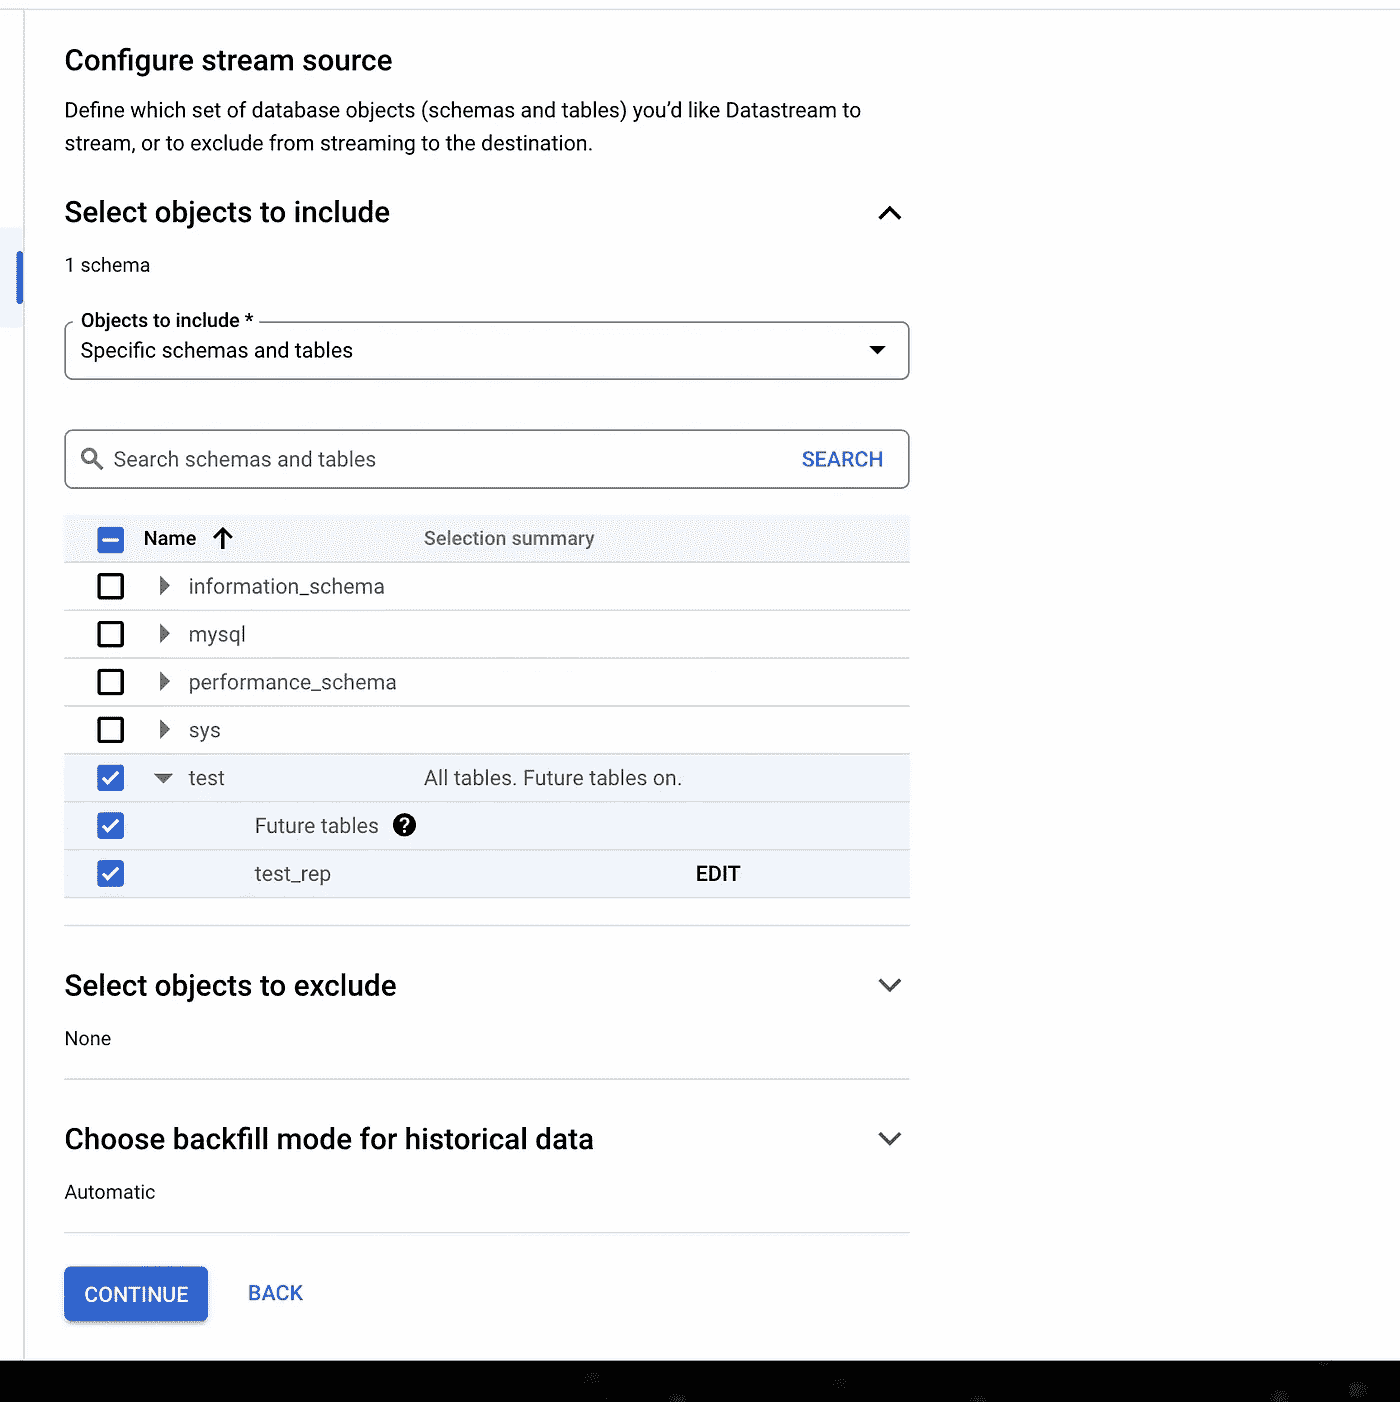 Configure stream source
Define which set of database objects (schemas and tables) you’d like Datastream to
stream, or to exclude from streaming to the destination.
Select objects to include
1 schema
Objects to include *
Specific schemas and tables
Search schemas and tables SEARCH
Name Selection summary
information_schema
mysql
performance_schema
sys
test All tables. Future tables on.
Future tables ?
test_rep EDIT
Select objects to exclude
None
Choose backfill mode for historical data
Automatic
CONTINUE BACK